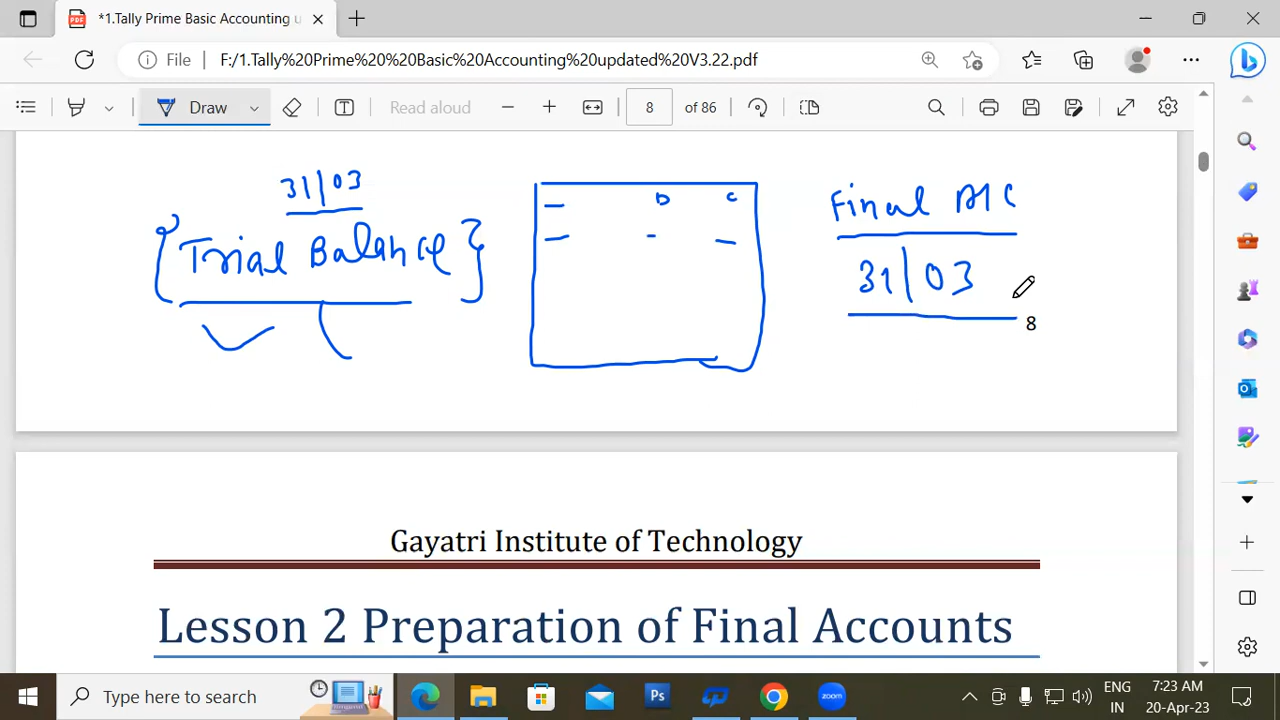 *1.Tally Prime Basic Accounting u
File
F:/1.Tally%20Prime%20%20Basic%20Accounting%20updated%20V3.22.pdf
Draw
Read aloud
8
of 86
31|03
{Trial Balance}
D C
Final A/C
31|03
8
Gayatri Institute of Technology
Lesson 2 Preparation of Final Accounts
Type here to search
Ps
zoom
ENG
IN
7:23 AM
20-Apr-23